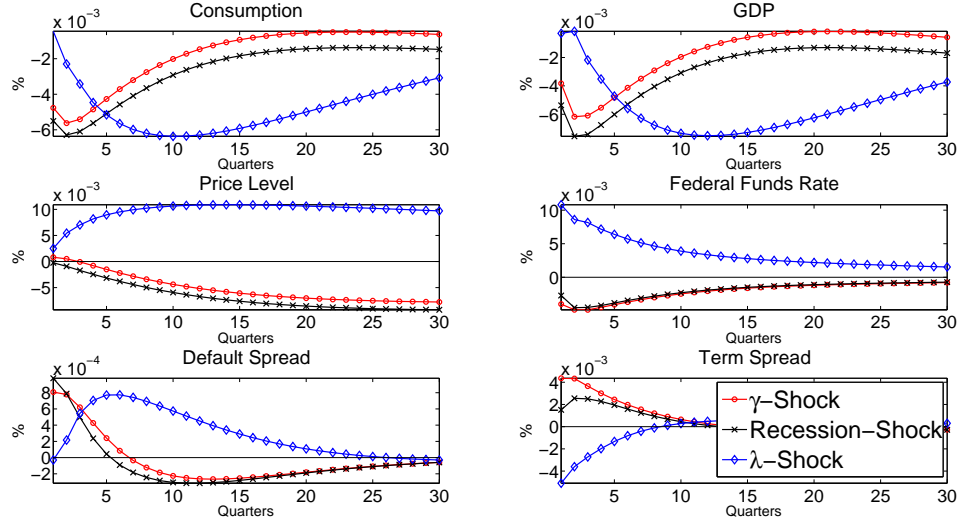 Consumption
x 10⁻³
%
−2
−4
−6
5 10 15 20 25 30
Quarters
GDP
x 10⁻³
%
−2
−4
−6
5 10 15 20 25 30
Quarters
Price Level
x 10⁻³
%
10
5
0
−5
5 10 15 20 25 30
Quarters
Federal Funds Rate
x 10⁻³
%
10
5
0
5 10 15 20 25 30
Quarters
Default Spread
x 10⁻⁴
%
8
6
4
2
0
−2
5 10 15 20 25 30
Quarters
Term Spread
x 10⁻³
%
4
2
0
−2
−4
5 10 15 20 25 30
Quarters
γ−Shock
Recession−Shock
λ−Shock